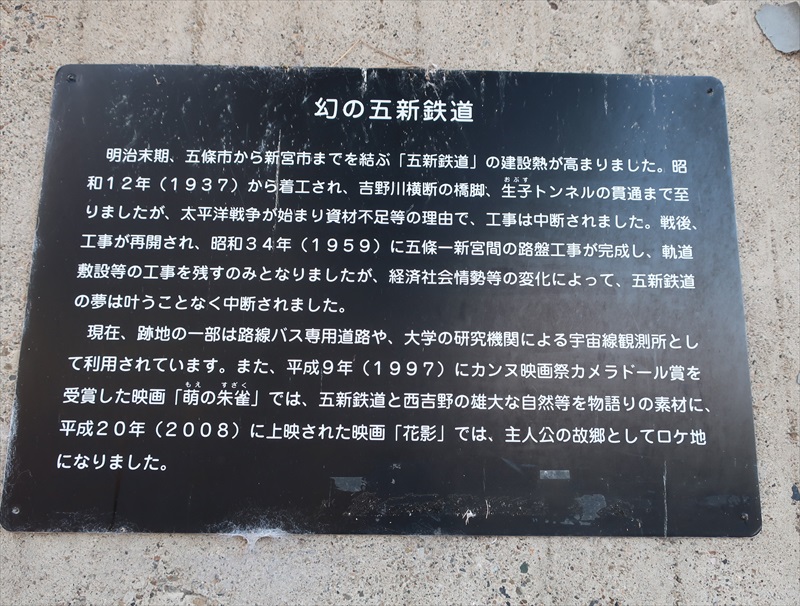 幻の五新鉄道
明治末期、五條市から新宮市までを結ぶ「五新鉄道」の建設熱が高まりました。昭
和12年（1937）から着工され、吉野川横断の橋脚、生子トンネルの貫通まで至
おぶす
りましたが、太平洋戦争が始まり資材不足等の理由で、工事は中断されました。戦後、
工事が再開され、昭和34年（1959）に五條ー新宮間の路盤工事が完成し、軌道
敷設等の工事を残すのみとなりましたが、経済社会情勢等の変化によって、五新鉄道
の夢は叶うことなく中断されました。
現在、跡地の一部は路線バス専用道路や、大学の研究機関による宇宙線観測所とし
て利用されています。また、平成9年（1997）にカンヌ映画祭カメラドール賞を
受賞した映画「萌の朱雀」では、五新鉄道と西吉野の雄大な自然等を物語りの素材に、
もえ すざく
平成20年（2008）に上映された映画「花影」では、主人公の故郷としてロケ地
になりました。